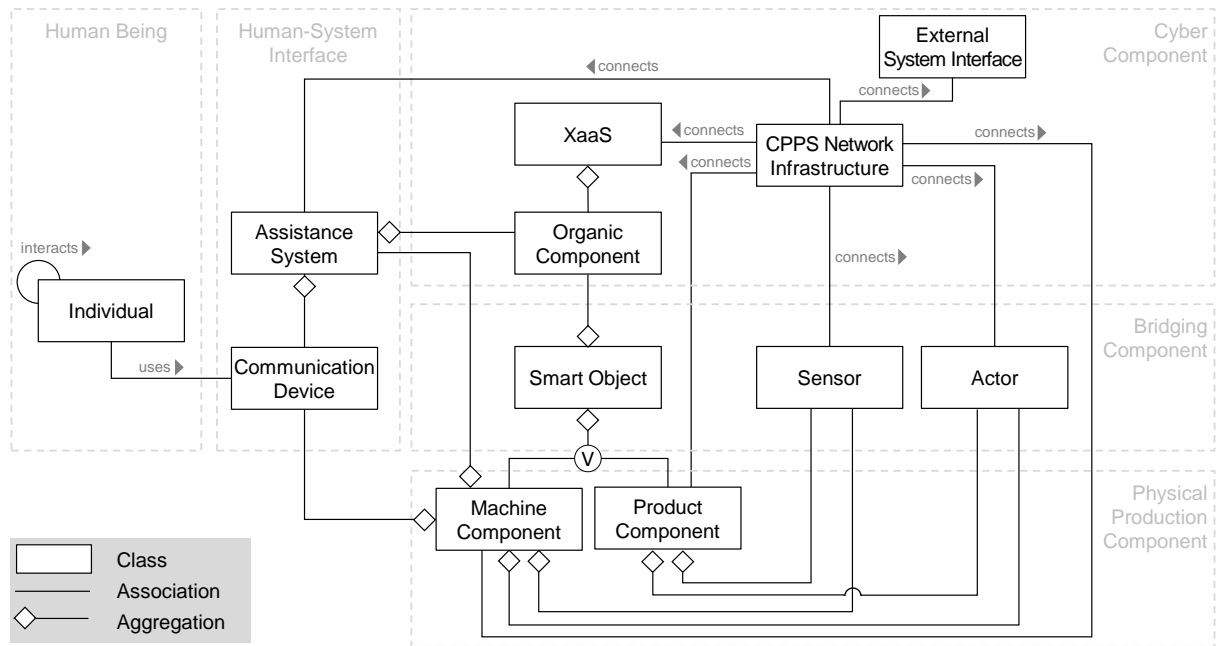 Human Being
Human-System
Interface
Cyber
Component
External
System Interface
connects
connects
XaaS
connects
CPPS Network
Infrastructure
connects
connects
connects
Assistance
System
Organic
Component
interacts
connects
Individual
Bridging
Component
uses
Communication
Device
Smart Object
Sensor
Actor
V
Machine
Component
Product
Component
Physical
Production
Component
Class
Association
Aggregation